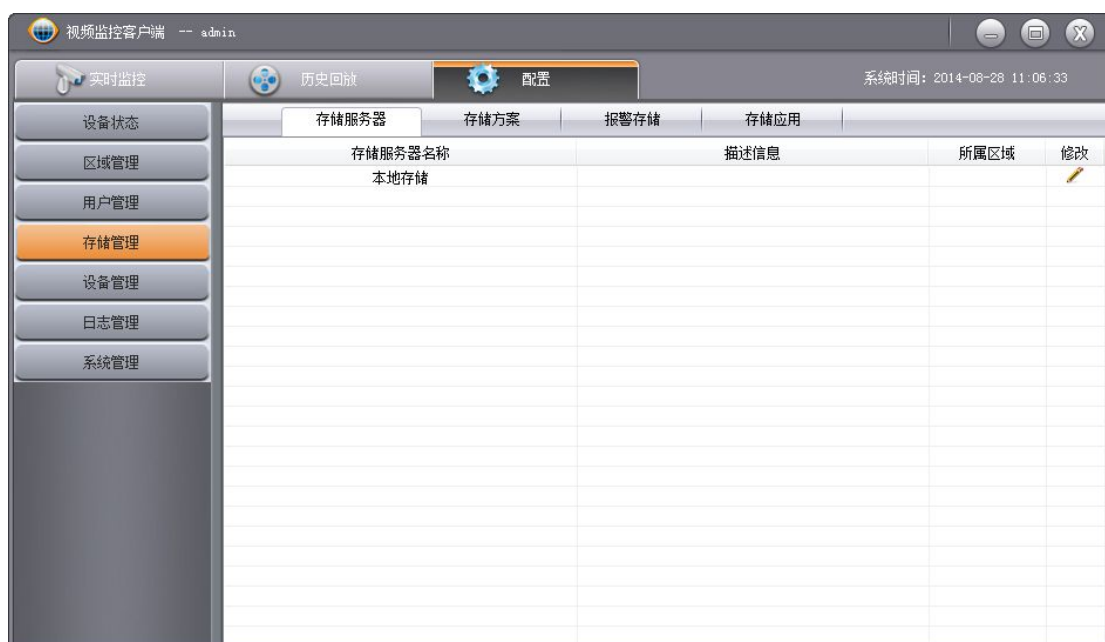 视频监控客户端 -- admin
实时监控 历史回放 配置 系统时间：2014-08-28 11:06:33
设备状态
区域管理
用户管理
存储管理
设备管理
日志管理
系统管理
存储服务器 存储方案 报警存储 存储应用
存储服务器名称 描述信息 所属区域 修改
本地存储